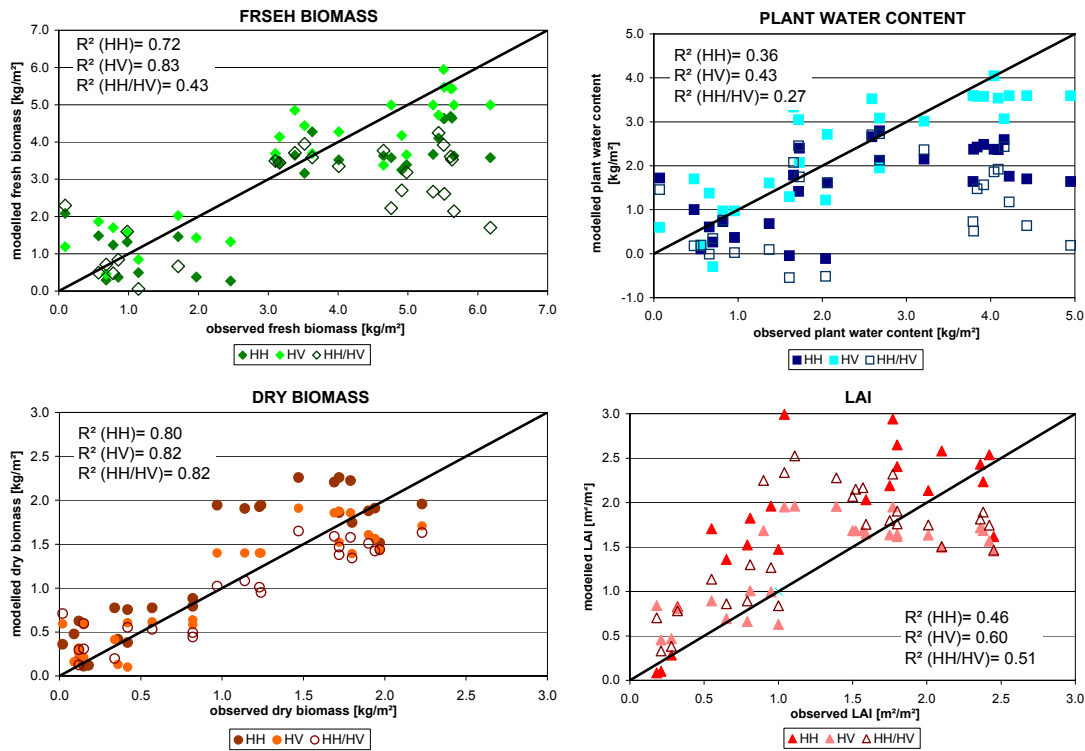 FRSEH BIOMASS
R² (HH) = 0.72
R² (HV) = 0.83
R² (HH/HV) = 0.43
modelled fresh biomass [kg/m²]
7.0
6.0
5.0
4.0
3.0
2.0
1.0
0.0
0.0 1.0 2.0 3.0 4.0 5.0 6.0 7.0
observed fresh biomass [kg/m²]
HH HV HH/HV
PLANT WATER CONTENT
R² (HH) = 0.36
R² (HV) = 0.43
R² (HH/HV) = 0.27
modelled plant water content
[kg/m²]
5.0
4.0
3.0
2.0
1.0
0.0
-1.0
0.0 1.0 2.0 3.0 4.0 5.0
observed plant water content [kg/m²]
HH HV HH/HV
DRY BIOMASS
R² (HH)= 0.80
R² (HV)= 0.82
R² (HH/HV)= 0.82
modelled dry biomass [kg/m²]
3.0
2.5
2.0
1.5
1.0
0.5
0.0
0.0 0.5 1.0 1.5 2.0 2.5 3.0
observed dry biomass [kg/m²]
HH HV HH/HV
LAI
modelled LAI [m²/m²]
3.0
2.5
2.0
1.5
1.0
0.5
0.0
R² (HH)= 0.46
R² (HV)= 0.60
R² (HH/HV)= 0.51
0.0 0.5 1.0 1.5 2.0 2.5 3.0
observed LAI [m²/m²]
HH HV HH/HV